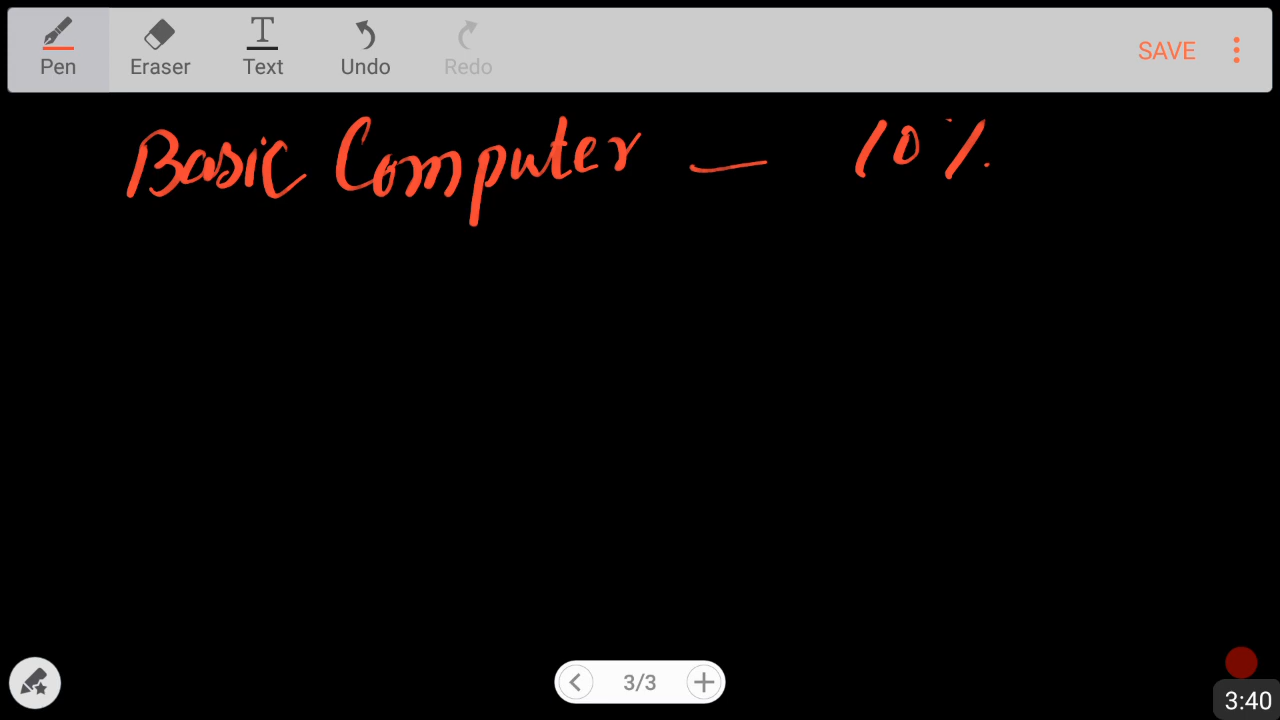 Pen Eraser Text Undo Redo SAVE
Basic Computer — 10%
3/3
3:40